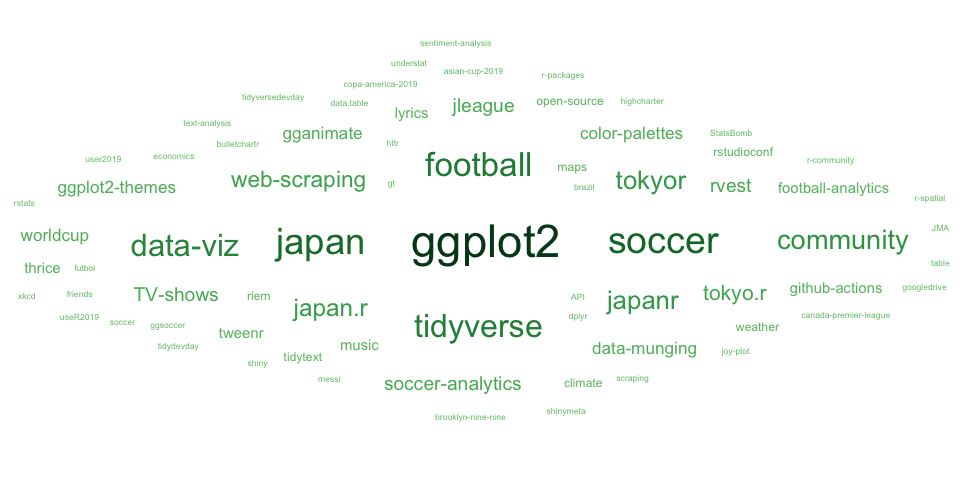 sentiment-analysis
understat
asian-cup-2019
r-packages
copa-america-2019
tidyversedevday
data.table
lyrics
jleague
open-source
highcharter
text-analysis
gganimate
color-palettes
StatsBomb
bulletchartr
httr
rstudioconf
user2019
economics
football
maps
r-community
ggplot2-themes
web-scraping
gt
brazil
tokyor
rvest
football-analytics
rstats
r-spatial
worldcup
data-viz
japan
ggplot2
soccer
community
JMA
thrice
futbol
table
xkcd
friends
TV-shows
riem
japan.r
API
japanr
tokyo.r
github-actions
googledrive
useR2019
soccer
ggsoccer
tweenr
tidyverse
dplyr
weather
canada-premier-league
tidydevday
shiny
tidytext
music
data-munging
joy-plot
messi
soccer-analytics
climate
scraping
brooklyn-nine-nine
shinymeta